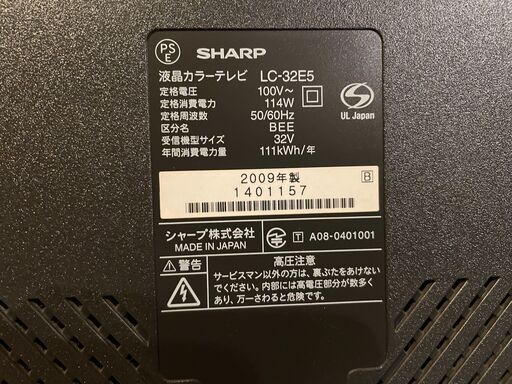 PS
E
SHARP
液晶カラーテレビ LC-32E5
定格電圧 100V～
定格消費電力 114W
定格周波数 50/60Hz
区分名 BEE
受信機型サイズ 32V
年間消費電力量 111kWh/年
UL Japan
2009年製 B
1401157
シャープ株式会社
MADE IN JAPAN
T A08-0401001
警告
高圧注意
サービスマン以外の方は、裏ぶたをあけない
でください。内部には高電圧部分が数多く
あり、万一さわると危険です。